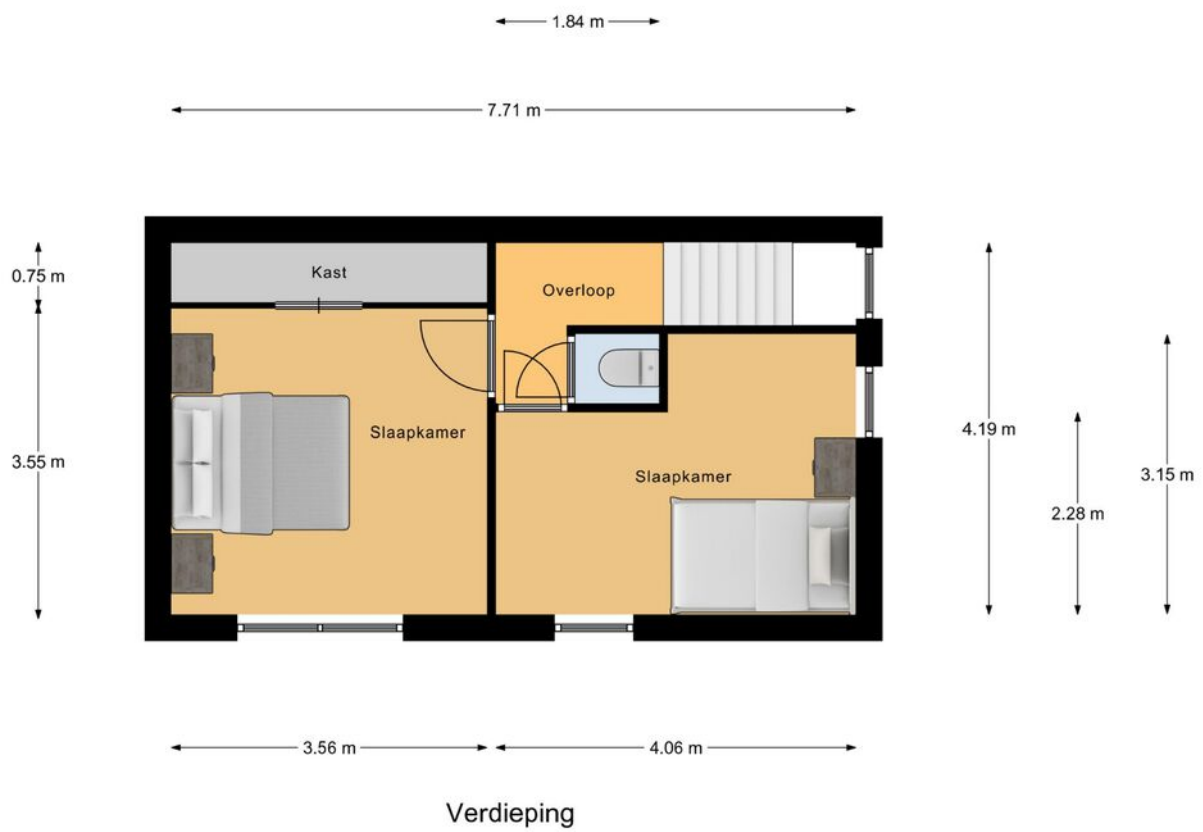 1.84 m
7.71 m
0.75 m
Kast
Overloop
4.19 m
Slaapkamer
3.55 m
Slaapkamer
3.15 m
2.28 m
3.56 m
4.06 m
Verdieping